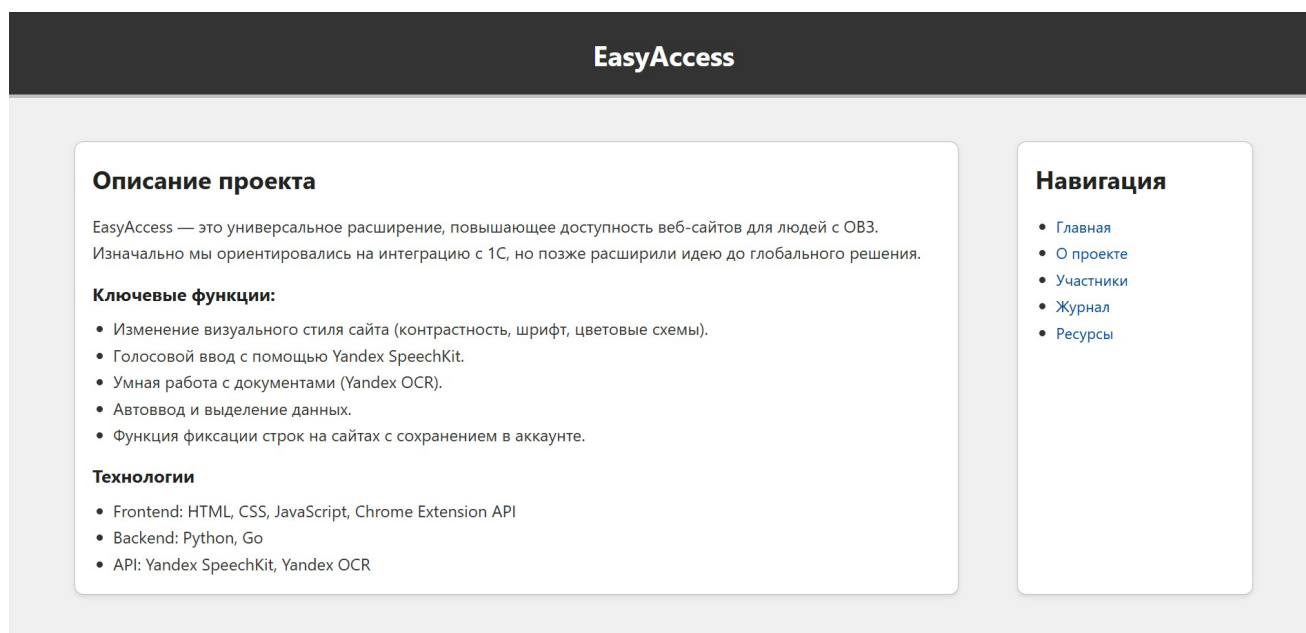 EasyAccess
Описание проекта
EasyAccess — это универсальное расширение, повышающее доступность веб-сайтов для людей с ОВЗ.
Изначально мы ориентировались на интеграцию с 1С, но позже расширили идею до глобального решения.
Ключевые функции:
• Изменение визуального стиля сайта (контрастность, шрифт, цветовые схемы).
• Голосовой ввод с помощью Yandex SpeechKit.
• Умная работа с документами (Yandex OCR).
• Автоввод и выделение данных.
• Функция фиксации строк на сайтах с сохранением в аккаунте.
Технологии
• Frontend: HTML, CSS, JavaScript, Chrome Extension API
• Backend: Python, Go
• API: Yandex SpeechKit, Yandex OCR
Навигация
• Главная
• О проекте
• Участники
• Журнал
• Ресурсы